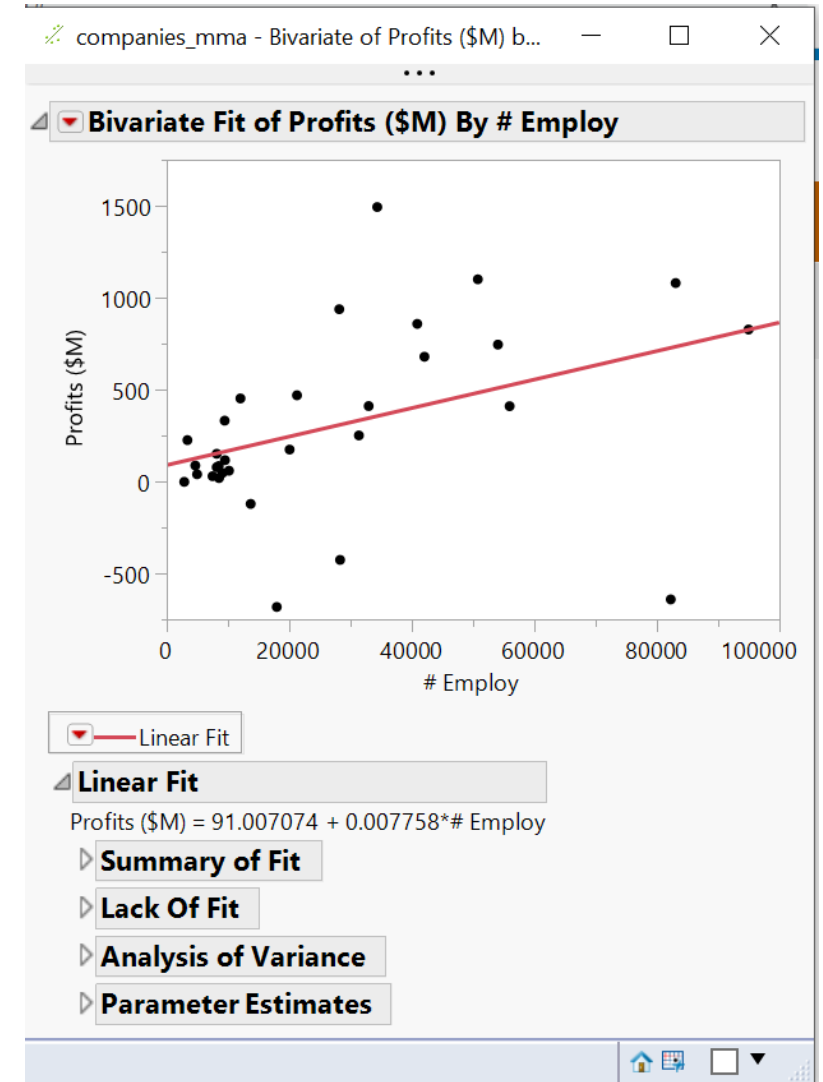 companies_mma - Bivariate of Profits ($M) b...
Bivariate Fit of Profits ($M) By # Employ
1500
1000
500
0
-500
Profits ($M)
0 20000 40000 60000 80000 100000
# Employ
Linear Fit
Linear Fit
Profits ($M) = 91.007074 + 0.007758*# Employ
Summary of Fit
Lack Of Fit
Analysis of Variance
Parameter Estimates